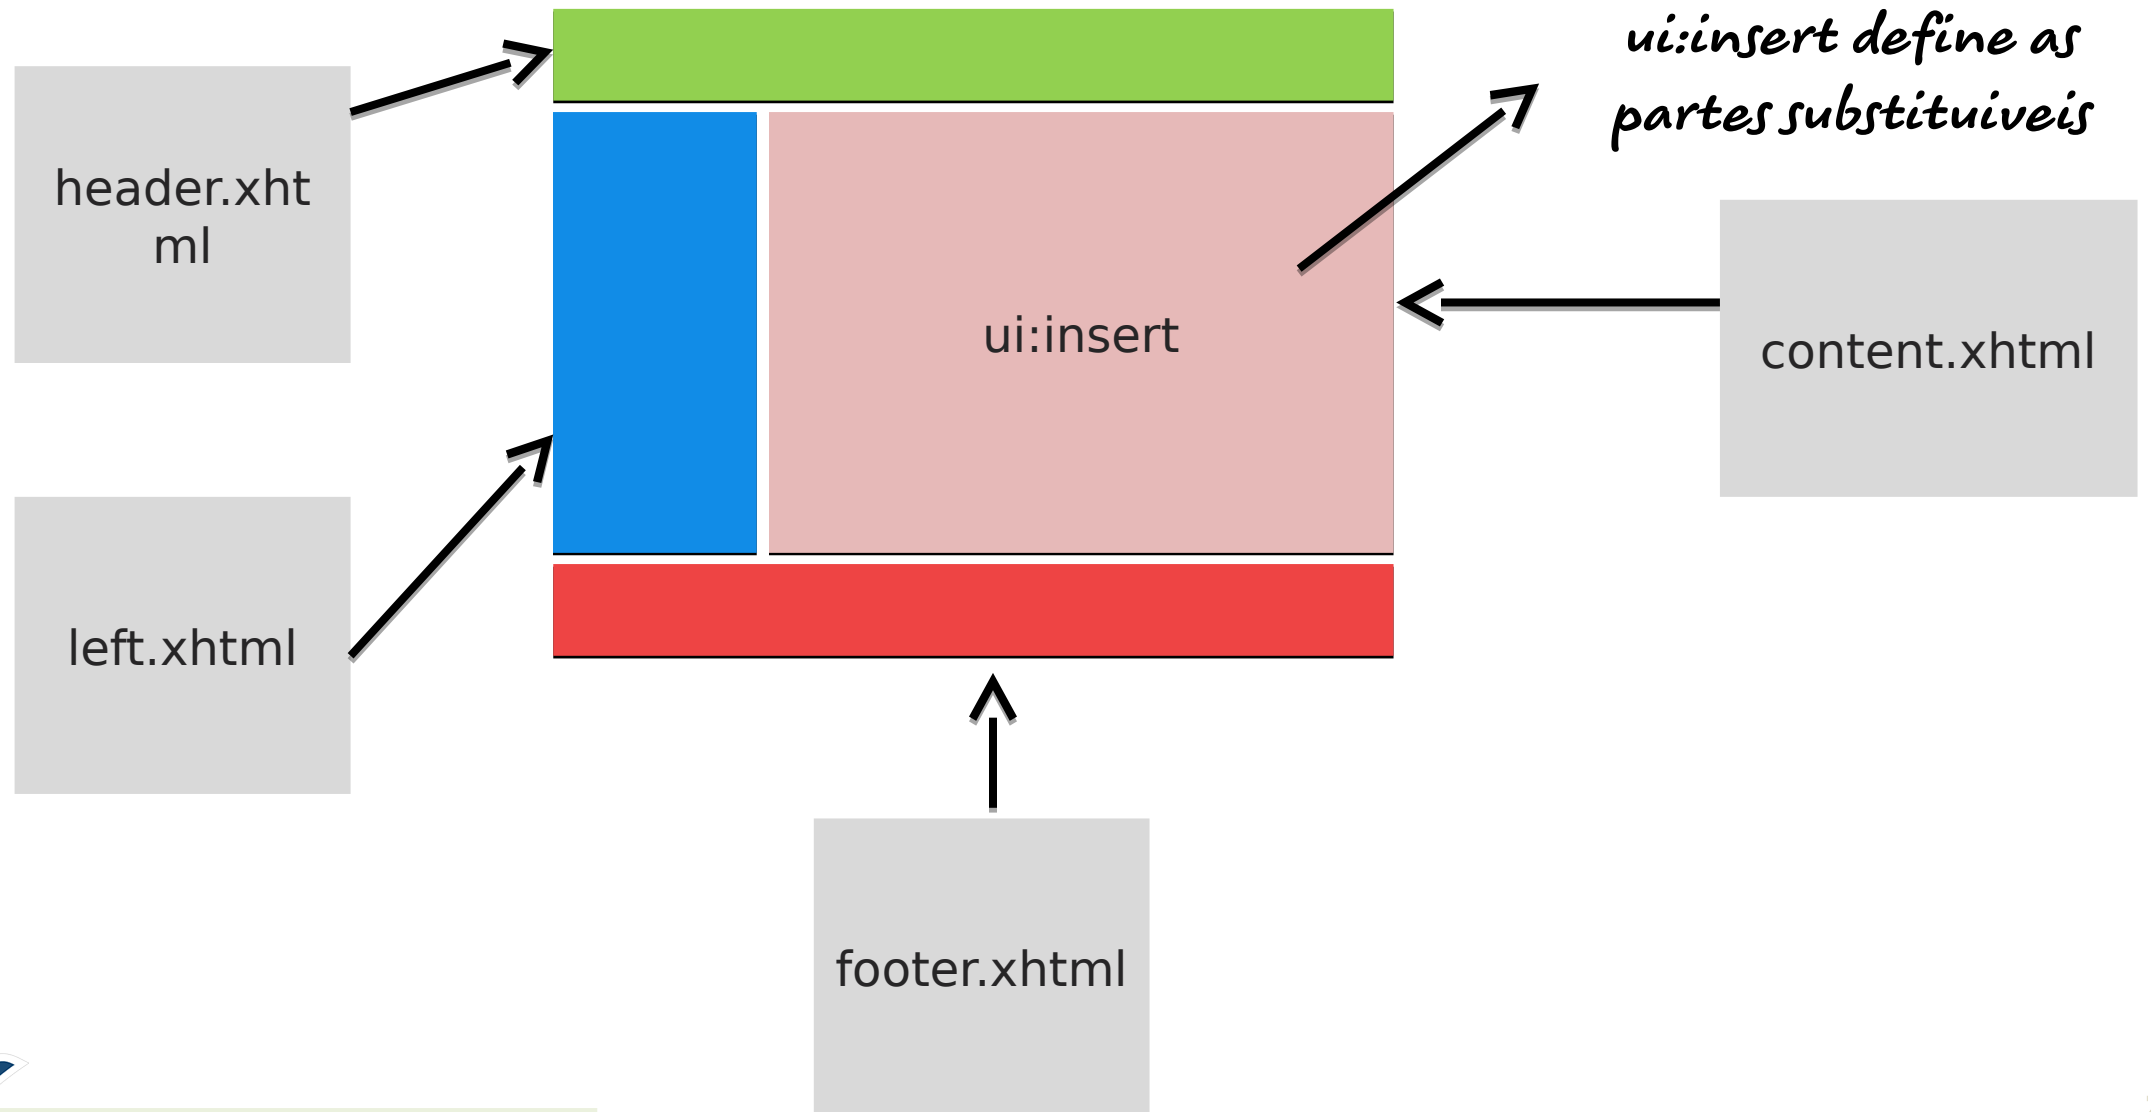 ui:insert define as
partes substituiveis
header.xht
ml
ui:insert
content.xhtml
left.xhtml
footer.xhtml